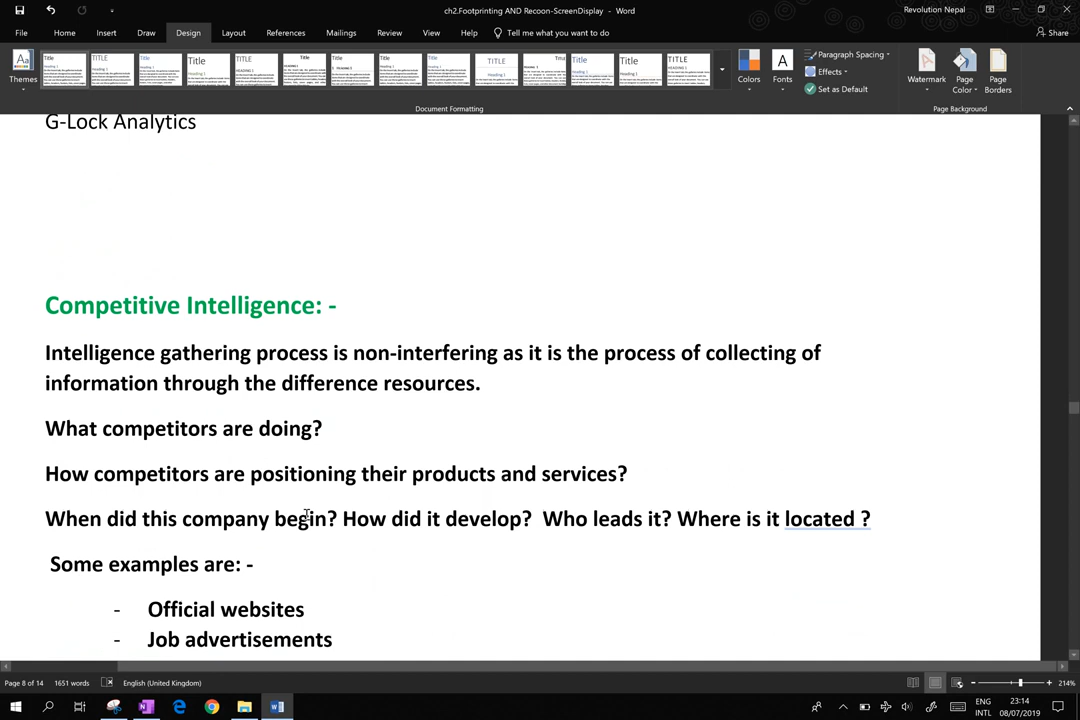 ch2.Footprinting AND Recoon-ScreenDisplay - Word
Revolution Nepal
File Home Insert Draw Design Layout References Mailings Review View Help Tell me what you want to do
Share
Themes
Colors
Fonts
Paragraph Spacing
Effects
Set as Default
Watermark
Page Color
Page Borders
Document Formatting
Page Background
G-Lock Analytics
Competitive Intelligence: -
Intelligence gathering process is non-interfering as it is the process of collecting of
information through the difference resources.
What competitors are doing?
How competitors are positioning their products and services?
When did this company begin? How did it develop?  Who leads it? Where is it located ?
Some examples are: -
- Official websites
- Job advertisements
Page 8 of 14 1651 words English (United Kingdom)
214%
ENG
INTL
23:14
08/07/2019